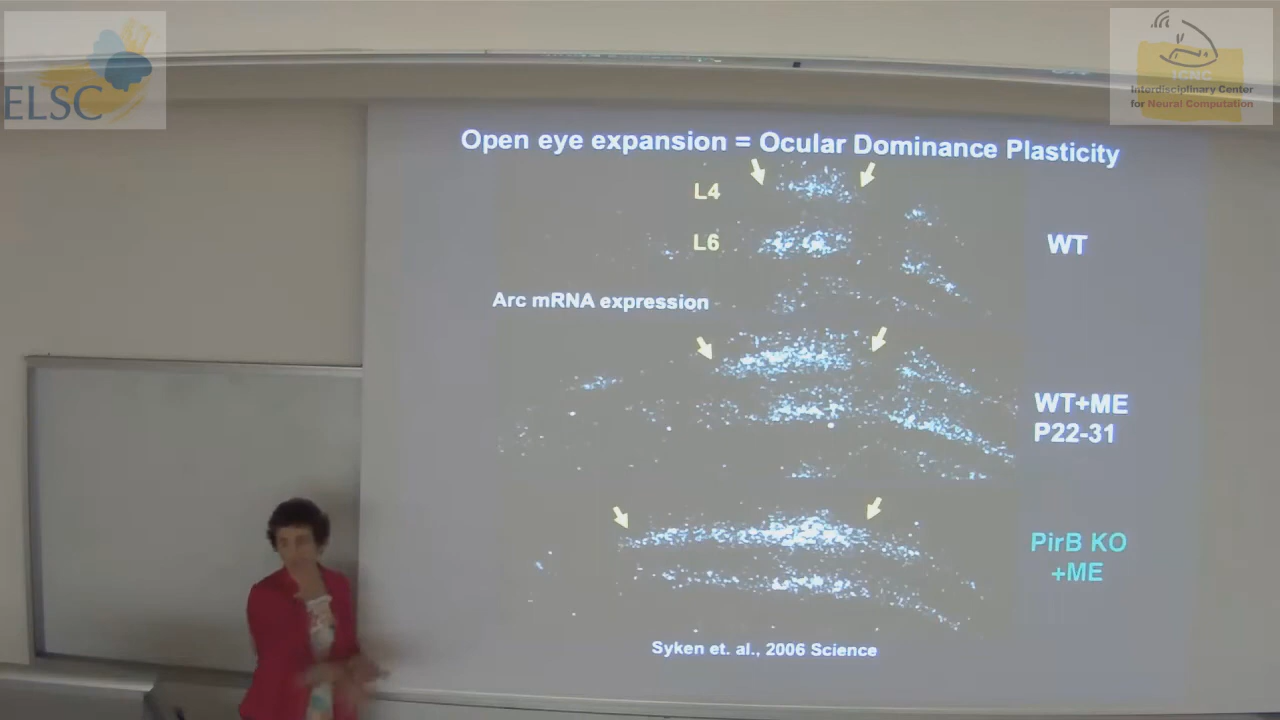 ELSC
ICNC
Interdisciplinary Center
for Neural Computation
Open eye expansion = Ocular Dominance Plasticity
L4
L6
WT
Arc mRNA expression
WT+ME
P22-31
PirB KO
+ME
Syken et. al., 2006 Science